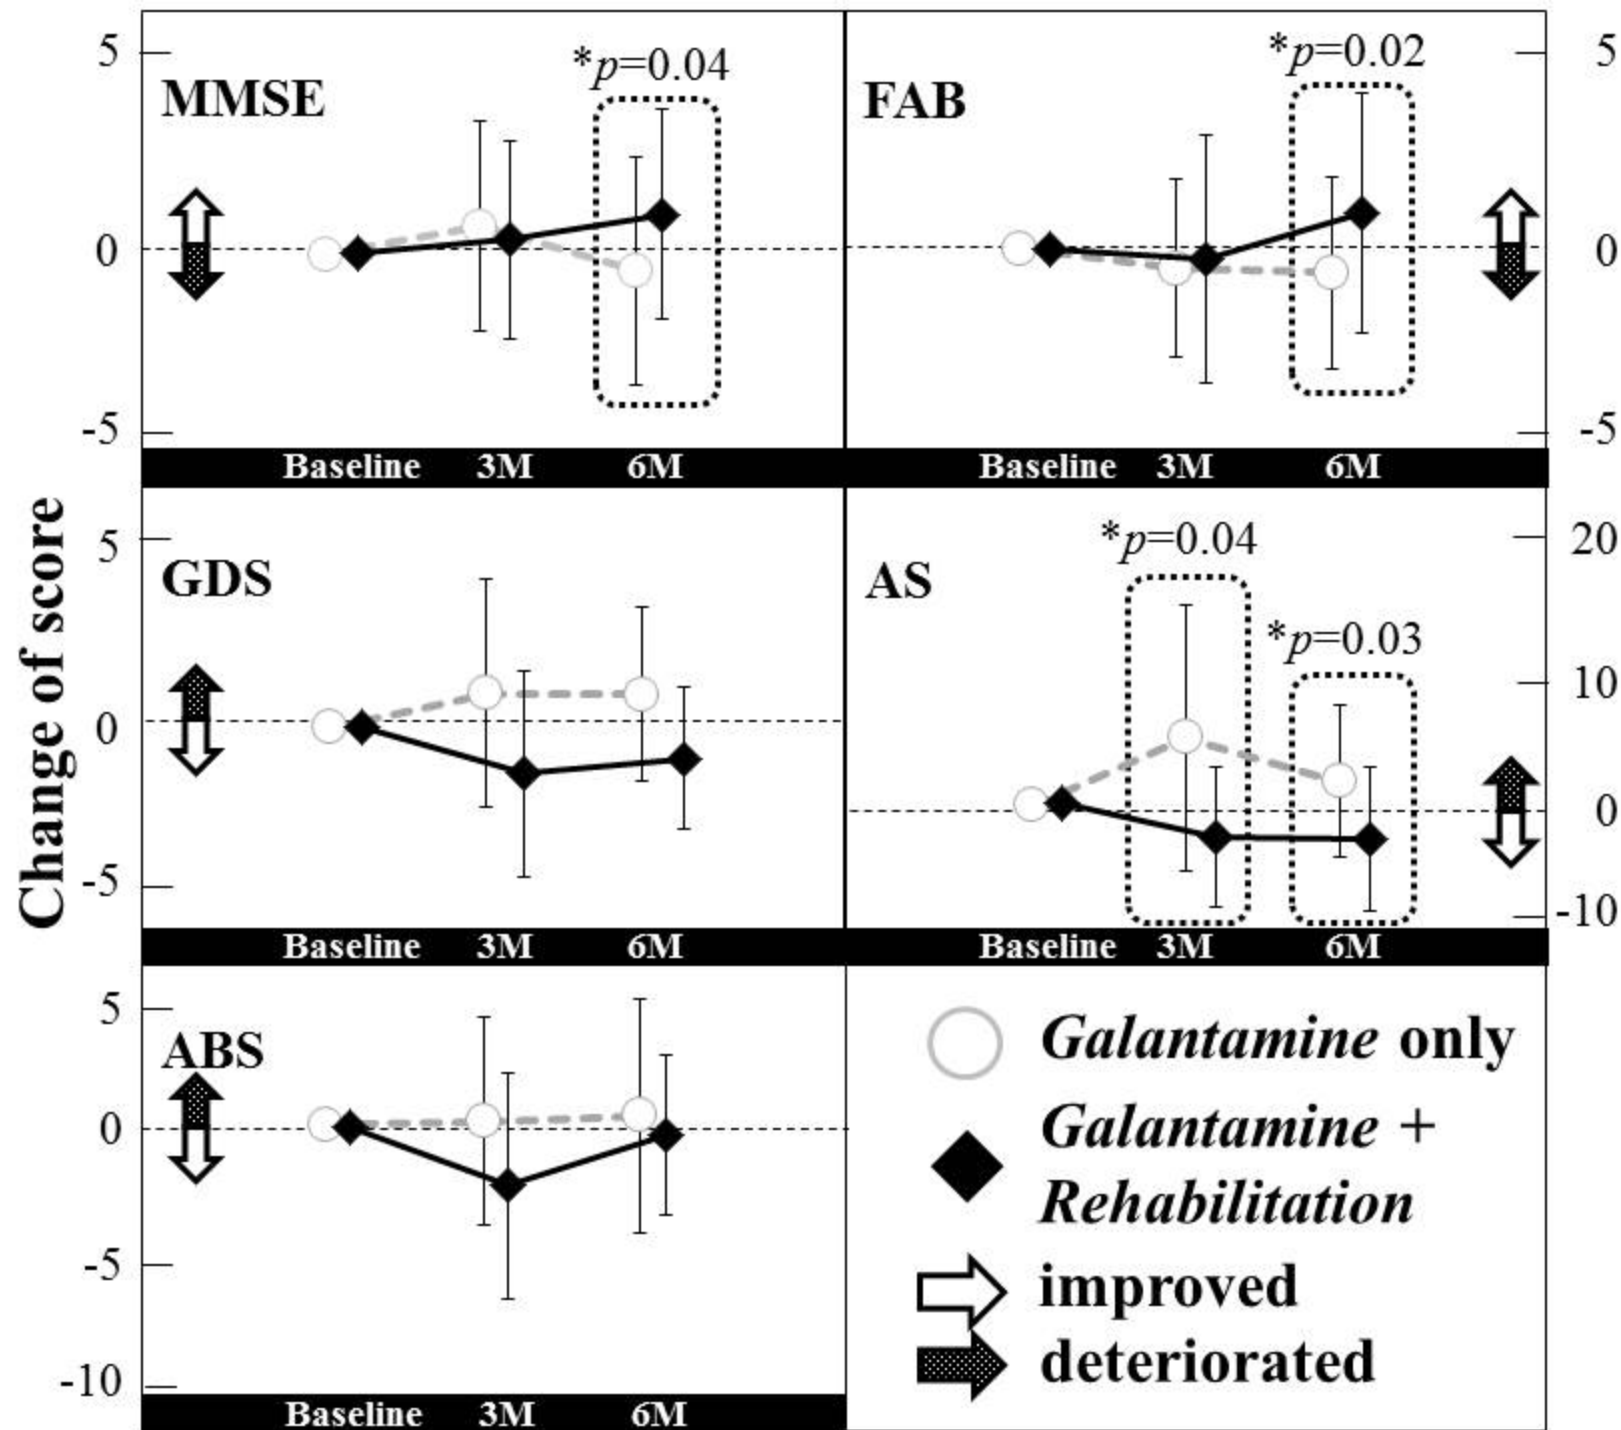 Change of score
5
*p=0.04
MMSE
0
-5
Baseline 3M 6M
*p=0.02
5
FAB
0
-5
Baseline 3M 6M
5
GDS
0
-5
Baseline 3M 6M
*p=0.04
20
AS
*p=0.03
10
0
-10
Baseline 3M 6M
5
ABS
0
-5
-10
Baseline 3M 6M
Galantamine only
Galantamine +
Rehabilitation
improved
deteriorated